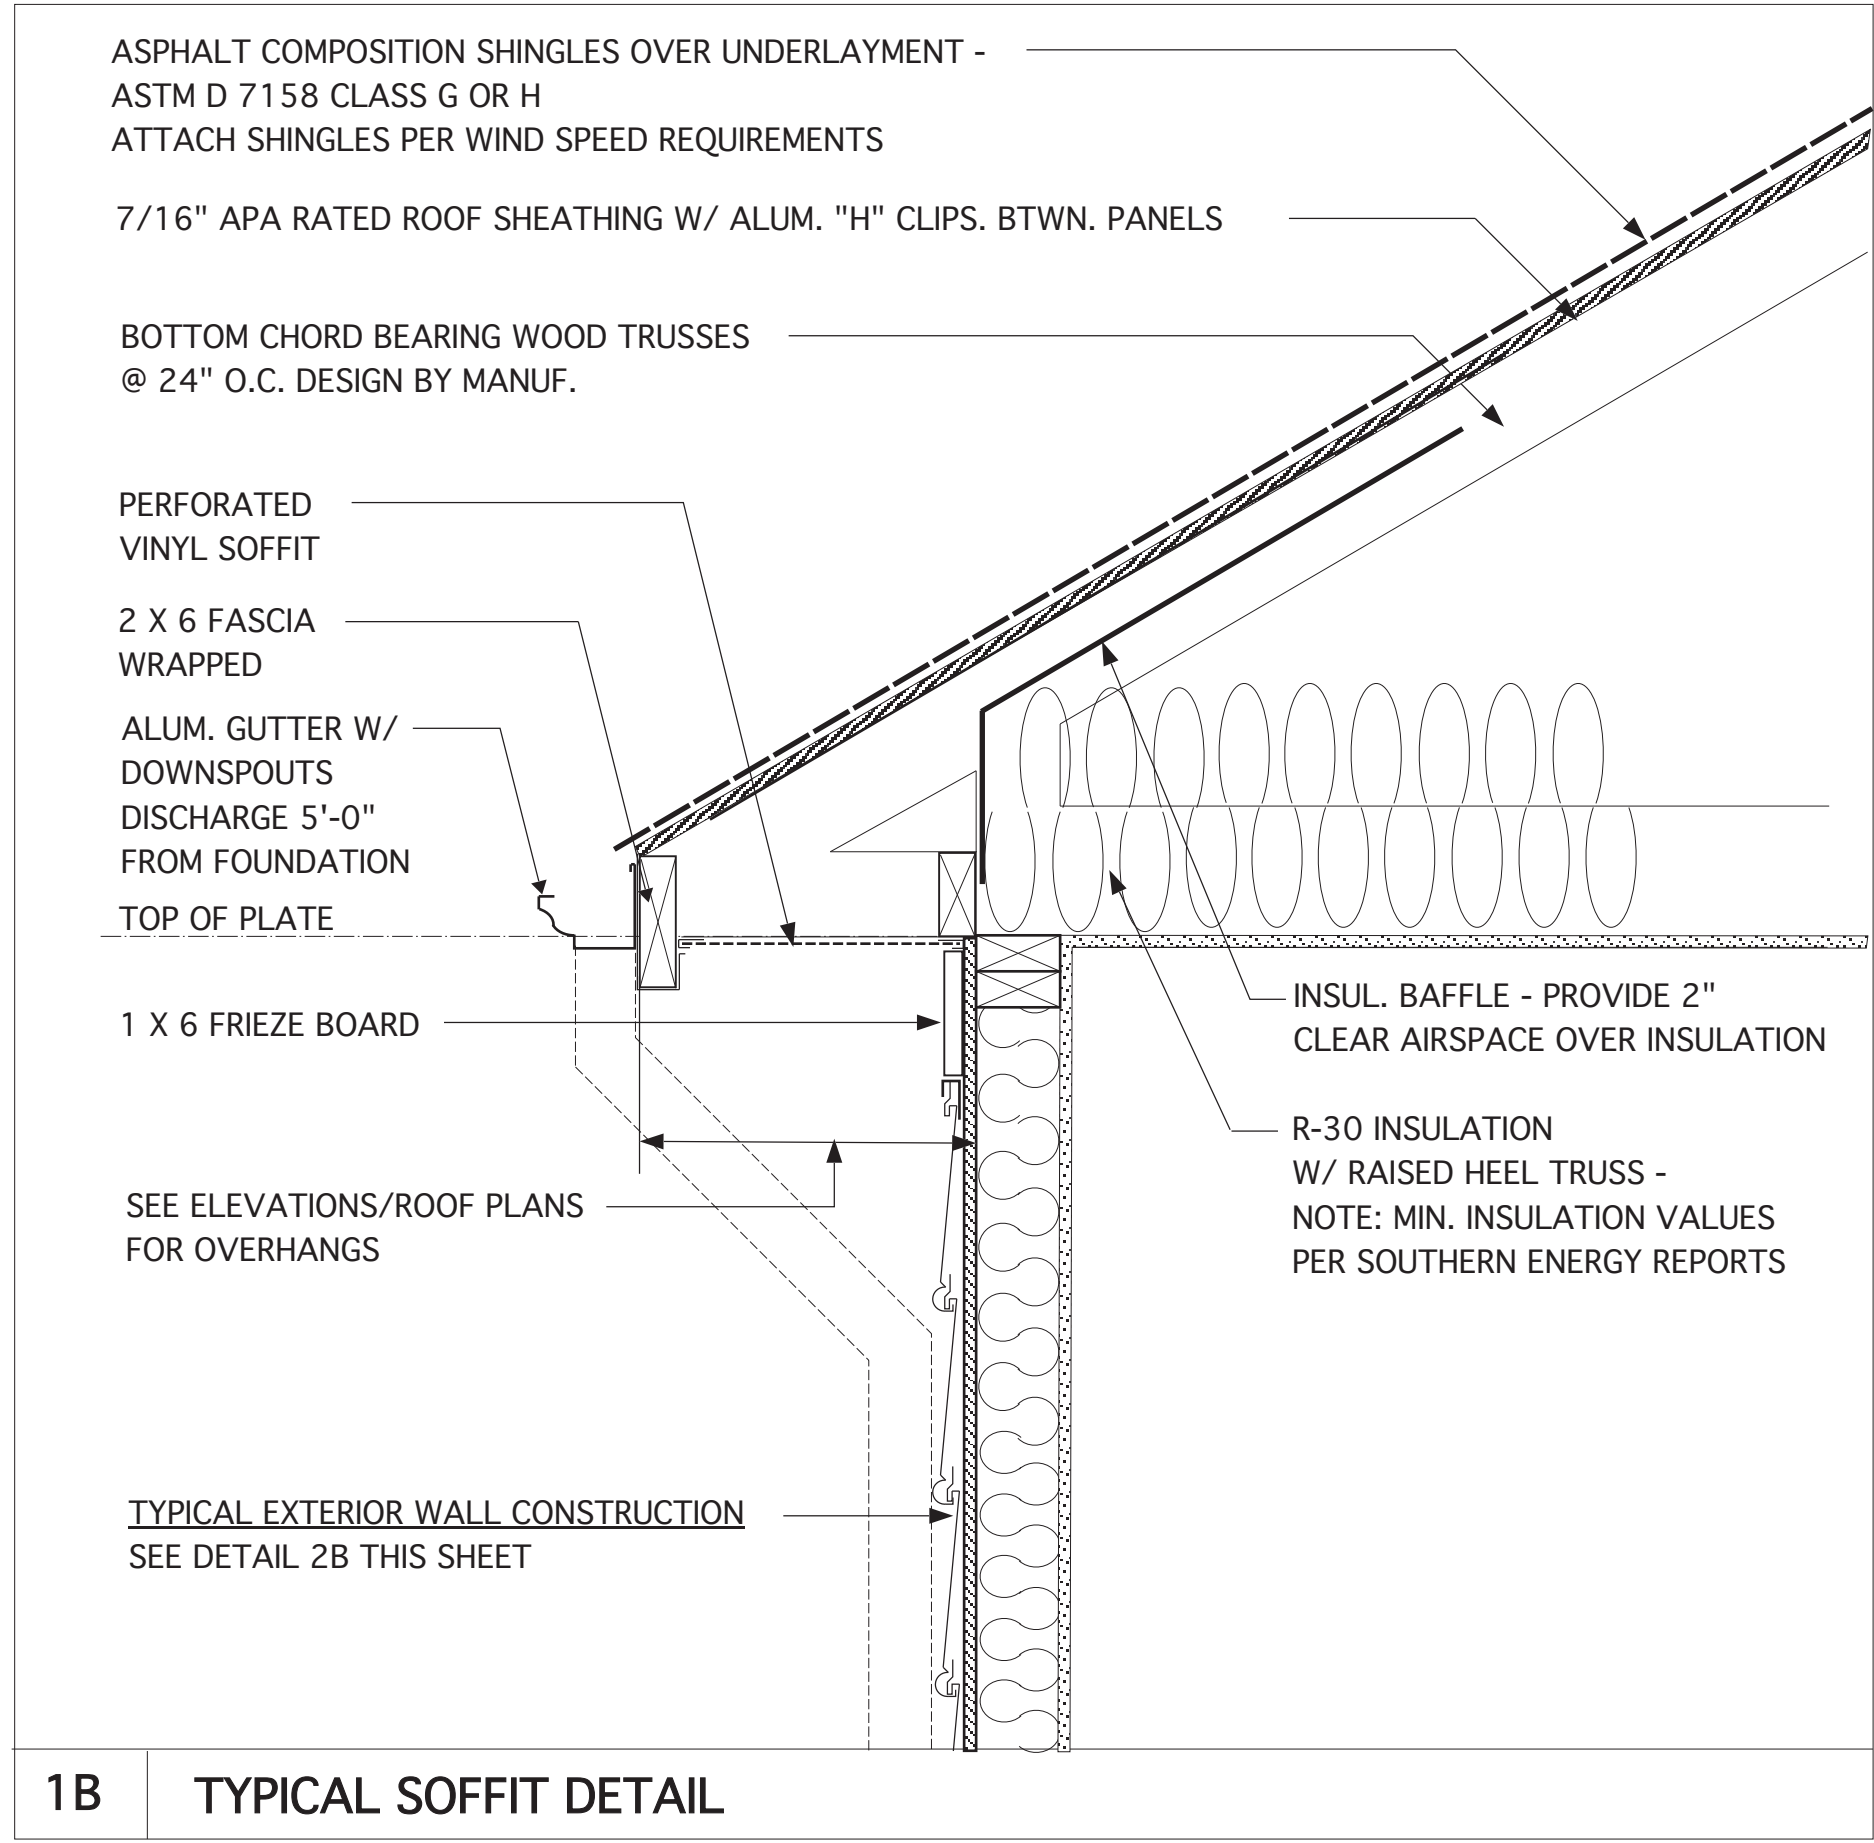 ASPHALT COMPOSITION SHINGLES OVER UNDERLAYMENT -
ASTM D 7158 CLASS G OR H
ATTACH SHINGLES PER WIND SPEED REQUIREMENTS
7/16" APA RATED ROOF SHEATHING W/ ALUM. "H" CLIPS. BTWN. PANELS
BOTTOM CHORD BEARING WOOD TRUSSES
@ 24" O.C. DESIGN BY MANUF.
PERFORATED
VINYL SOFFIT
2 X 6 FASCIA
WRAPPED
ALUM. GUTTER W/
DOWNSPOUTS
DISCHARGE 5'-0"
FROM FOUNDATION
TOP OF PLATE
1 X 6 FRIEZE BOARD
INSUL. BAFFLE - PROVIDE 2"
CLEAR AIRSPACE OVER INSULATION
R-30 INSULATION
W/ RAISED HEEL TRUSS -
NOTE: MIN. INSULATION VALUES
PER SOUTHERN ENERGY REPORTS
SEE ELEVATIONS/ROOF PLANS
FOR OVERHANGS
TYPICAL EXTERIOR WALL CONSTRUCTION
SEE DETAIL 2B THIS SHEET
1B TYPICAL SOFFIT DETAIL